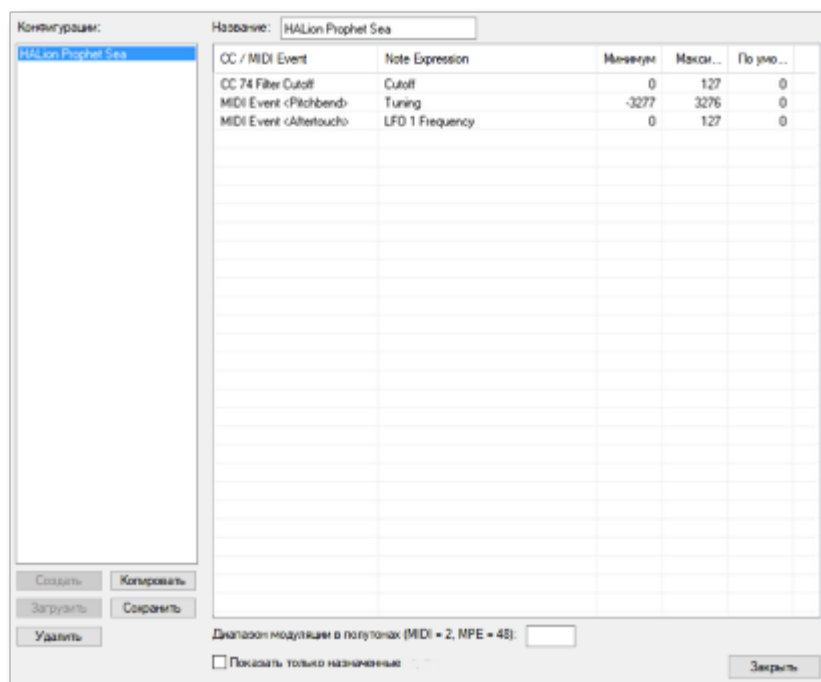 Конфигурации:
HALion Prophet Sea
Название: HALion Prophet Sea
CC / MIDI Event Note Expression Минимум Макси... По умо...
CC 74 Filter Cutoff Cutoff 0 127 0
MIDI Event <Pitchbend> Tuning -3277 3276 0
MIDI Event <Aftertouch> LFO 1 Frequency 0 127 0
Создать Копировать
Загрузить Сохранить
Удалить
Диапазон модуляции в полутонах (MIDI = 2, MPE = 48):
Показать только назначенные
Закрыть